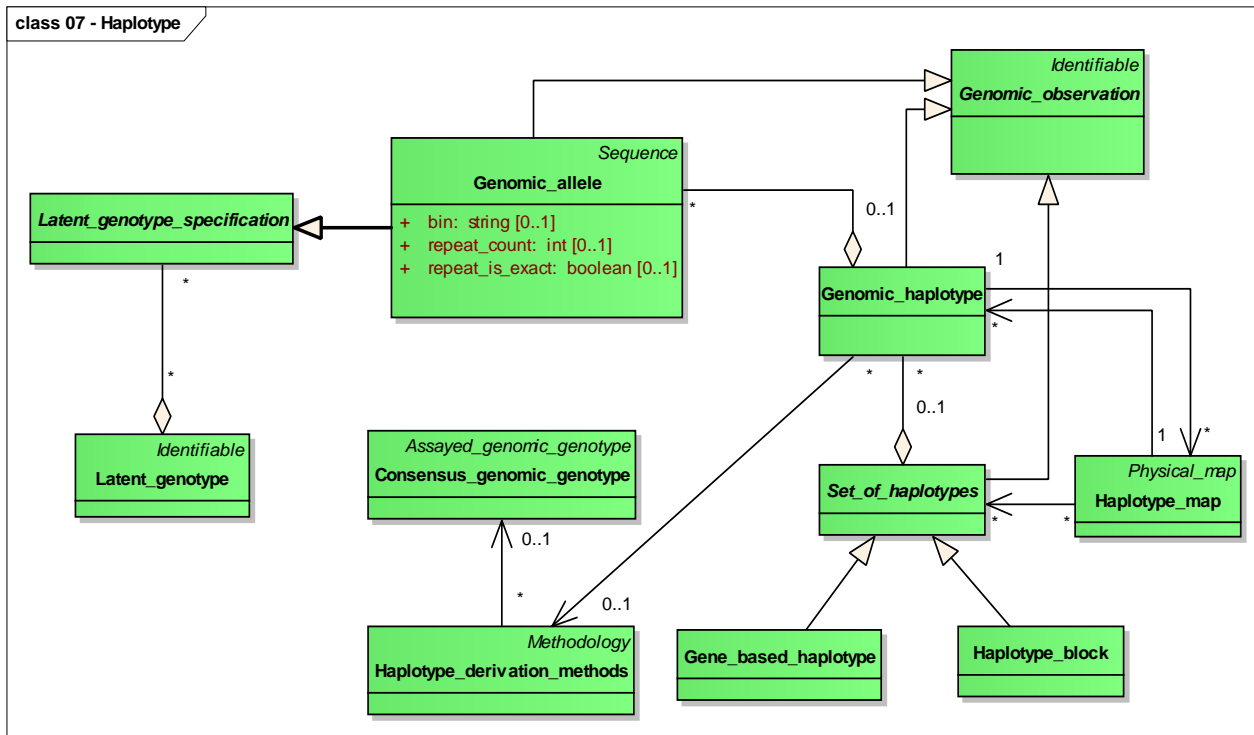 class 07 - Haplotype
Identifiable
Genomic_observation
Sequence
Genomic_allele
+ bin: string [0..1]
+ repeat_count: int [0..1]
+ repeat_is_exact: boolean [0..1]
Latent_genotype_specification
*
0..1
*
1
Genomic_haplotype
*
*
*
*
0..1
1
*
Identifiable
Latent_genotype
Assayed_genomic_genotype
Consensus_genomic_genotype
Set_of_haplotypes
Physical_map
Haplotype_map
*
*
0..1
*
0..1
Methodology
Haplotype_derivation_methods
Gene_based_haplotype
Haplotype_block